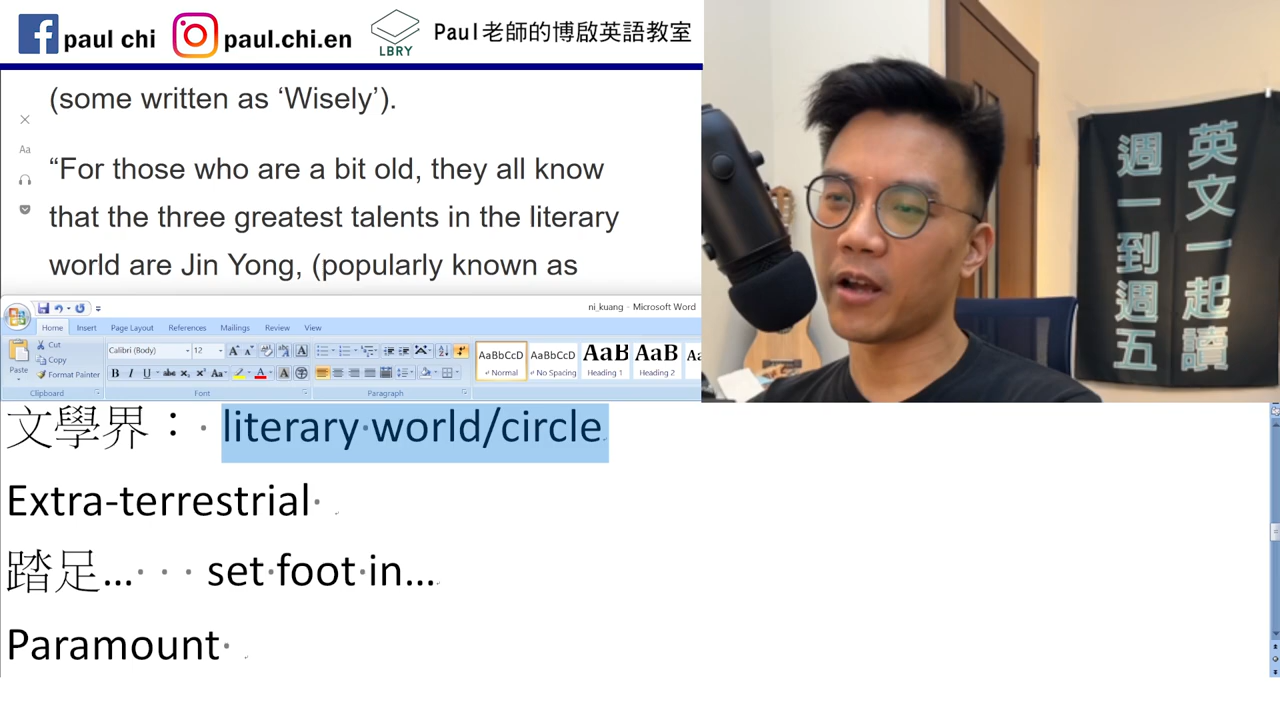 paul chi
paul.chi.en
LBRY
Paul老師的博啟英語教室
(some written as ‘Wisely’).
“For those who are a bit old, they all know
that the three greatest talents in the literary
world are Jin Yong, (popularly known as
Aa
ni_kuang - Microsoft Word
Home Insert Page Layout References Mailings Review View
Paste
Cut
Copy
Format Painter
Clipboard
Calibri (Body) 12
Font
Paragraph
AaBbCcD AaBbCcD AaBb AaB
Normal No Spacing Heading 1 Heading 2
文學界： literary world/circle
Extra-terrestrial
踏足... set foot in...
Paramount
英文一起讀
週一到週五